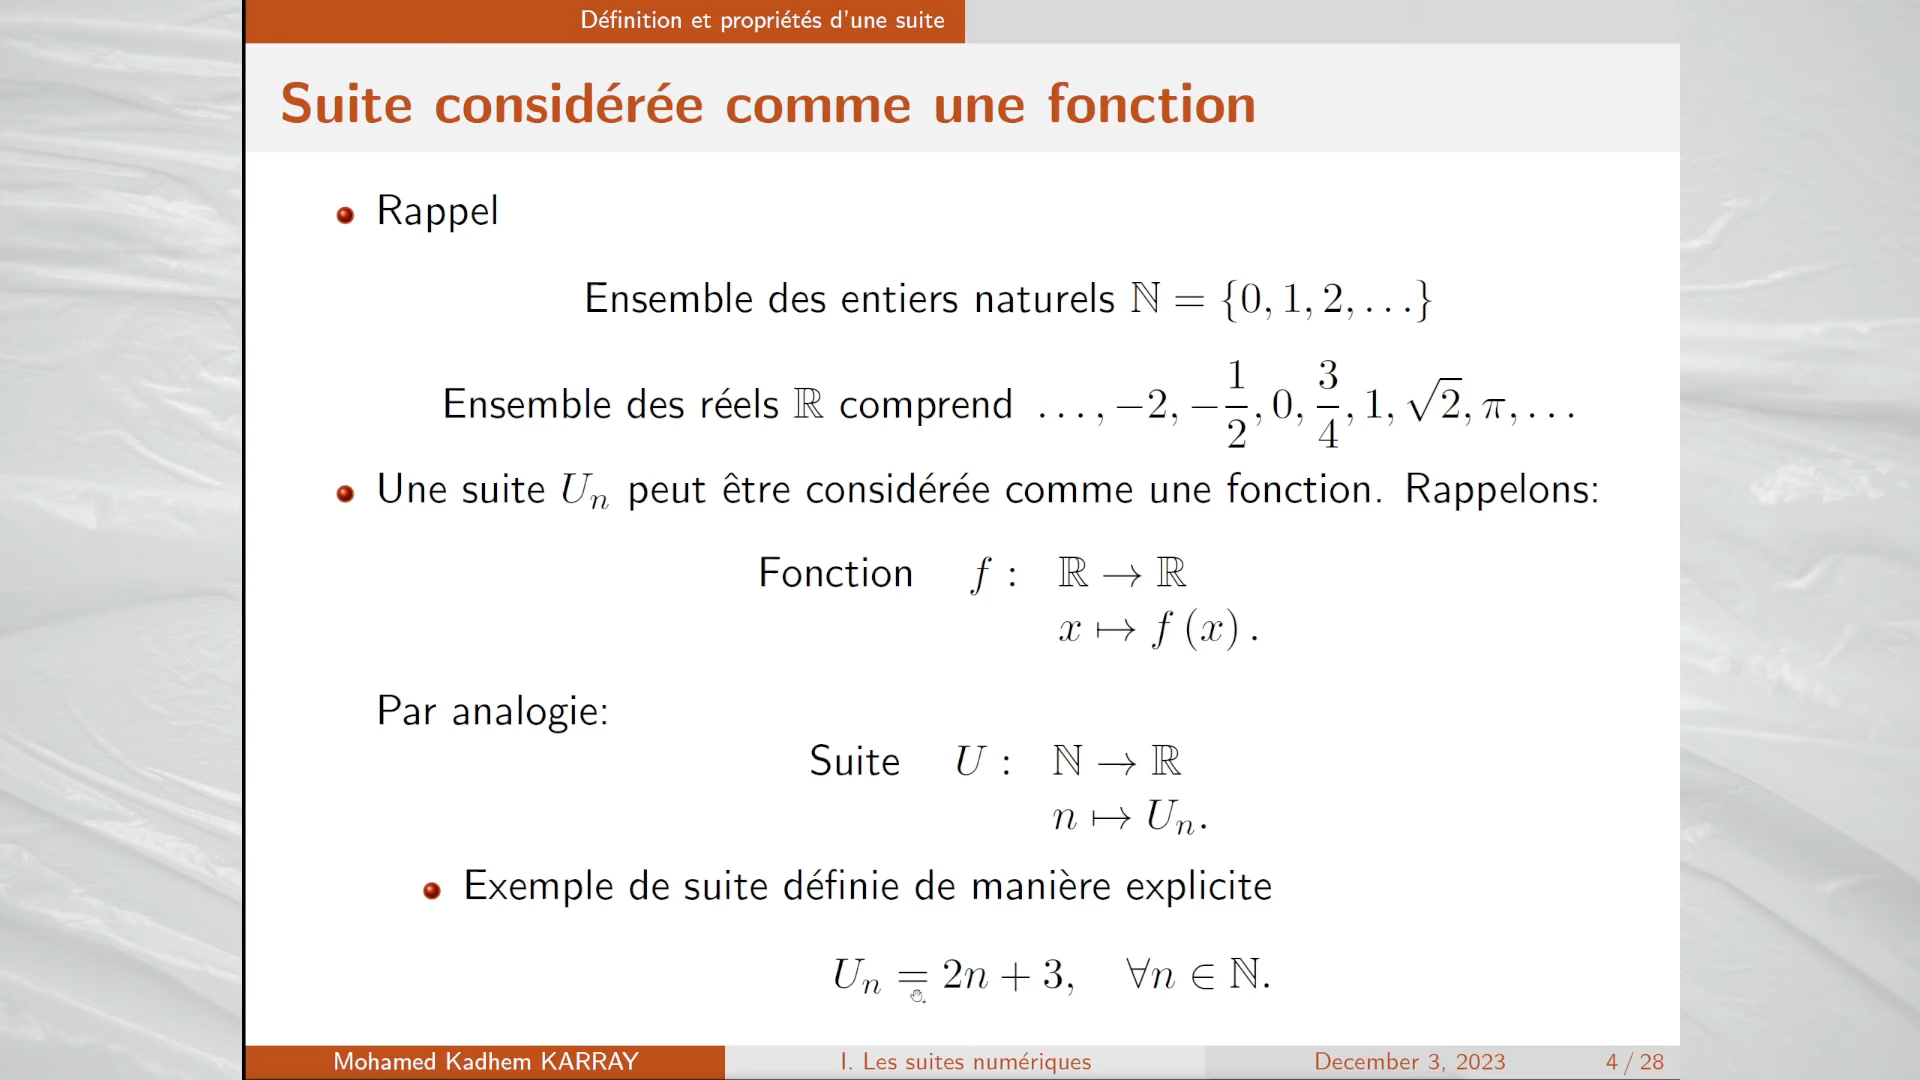 Définition et propriétés d'une suite
Suite considérée comme une fonction
Rappel
Ensemble des entiers naturels ℕ = {0, 1, 2, . . .}
Ensemble des réels ℝ comprend . . . , −2, −1/2, 0, 3/4, 1, √2, π, . . .
Une suite Uₙ peut être considérée comme une fonction. Rappelons:
Fonction f : ℝ → ℝ
x ↦ f (x) .
Par analogie:
Suite U : ℕ → ℝ
n ↦ Uₙ.
Exemple de suite définie de manière explicite
Uₙ = 2n + 3, ∀n ∈ ℕ.
Mohamed Kadhem KARRAY I. Les suites numériques December 3, 2023 4 / 28